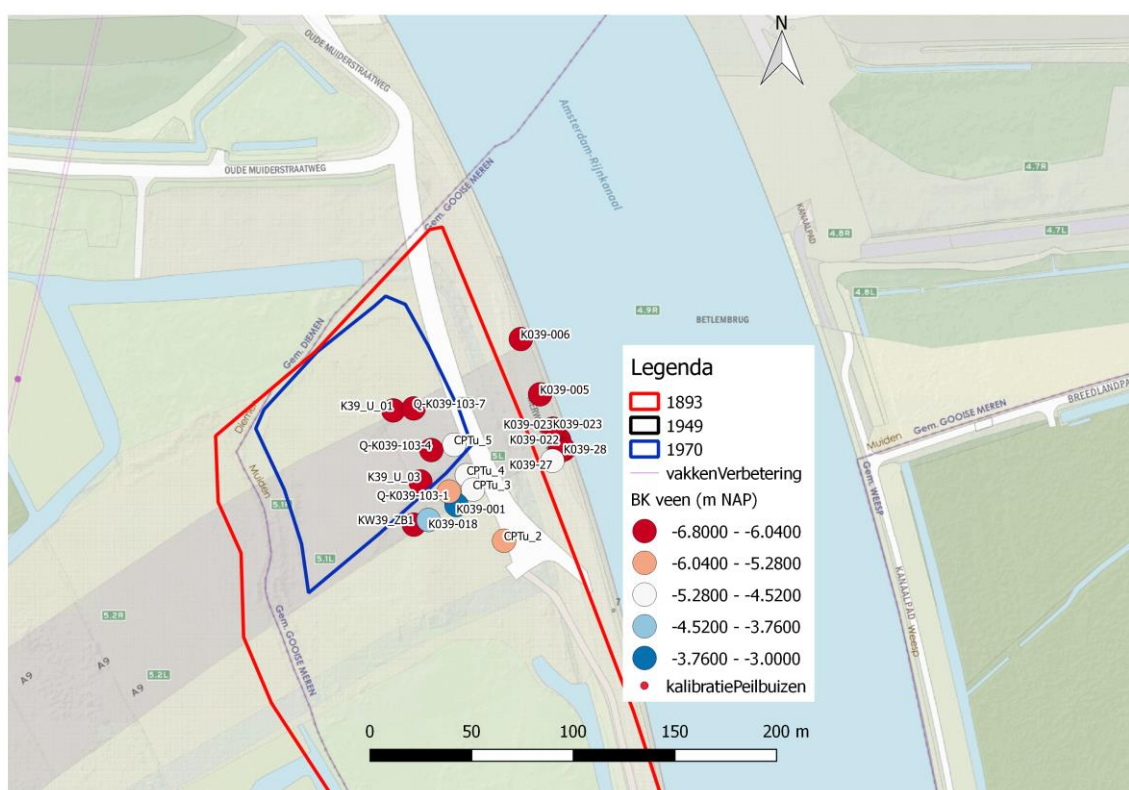 N
OUDE MUIDERSTRAATWEG
OUDE MUIDERSTRAATWEG
Gem. GOOISE MEREN
Amsterdam-Rijnkanaal
4.7R
KANAALPAD
4.8R
4.7L
4.8L
4.9R
BETLEMBRUG
Gem. DIEMEN
K039-006
K039-005
K39_U_01
Q-K039-103-7
K039-023
K039-023
K039-022
K039-28
K039-27
Q-K039-103-4
CPTu_5
5L
CPTu_4
K39_U_03
CPTu_3
Q-K039-103-1
K039-001
KW39_ZB1
K039-018
CPTu_2
Muiden
5.1L
5.2R
5.2L
A9
A9
A9
Gem. GOOISE MEREN
BREEDLANDPA
Gem. GOOISE MEREN
Muiden
Gem. WEESP
KANAALPAD
Weesp
Legenda
1893
1949
1970
vakkenVerbetering
BK veen (m NAP)
-6.8000 - -6.0400
-6.0400 - -5.2800
-5.2800 - -4.5200
-4.5200 - -3.7600
-3.7600 - -3.0000
kalibratiePeilbuizen
0 50 100 150 200 m